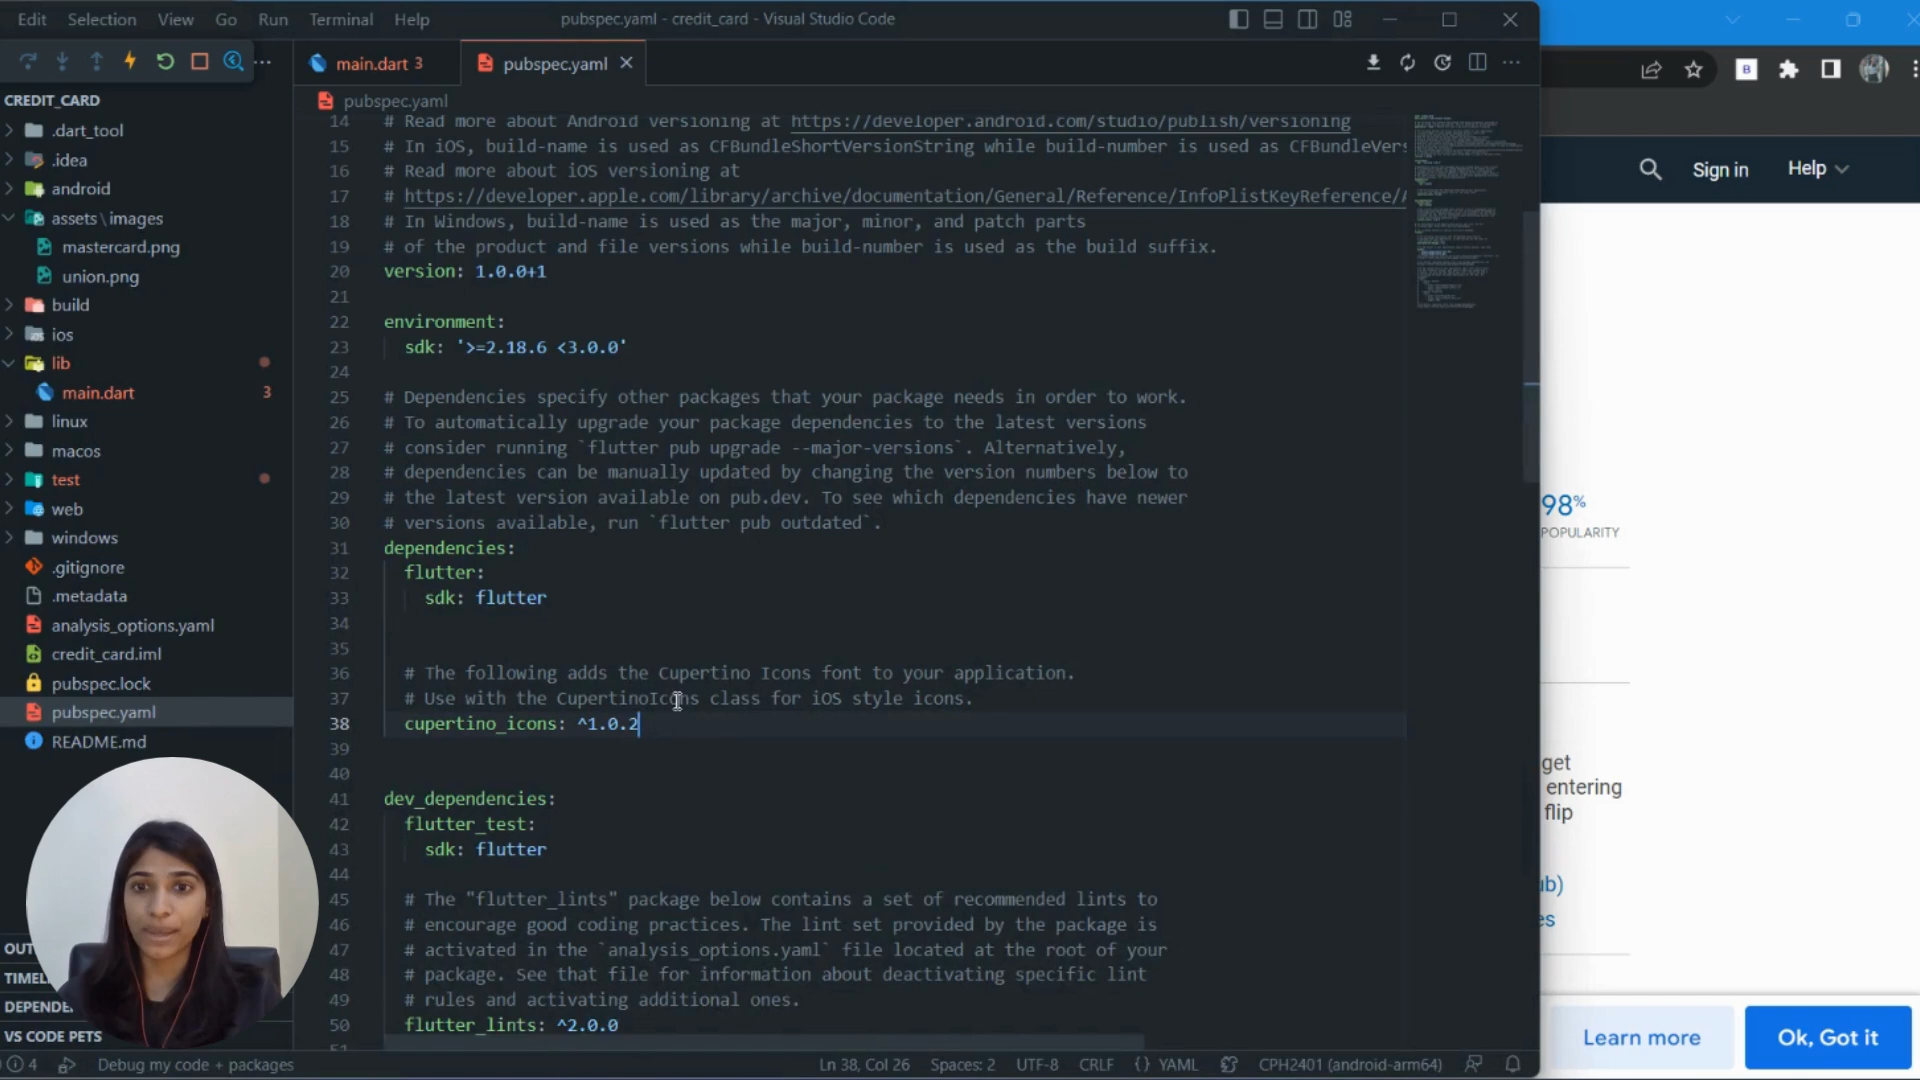 Edit Selection View Go Run Terminal Help
pubspec.yaml - credit_card - Visual Studio Code
main.dart 3
pubspec.yaml
CREDIT_CARD
.dart_tool
.idea
android
assets\images
mastercard.png
union.png
build
ios
lib
main.dart 3
linux
macos
test
web
windows
.gitignore
.metadata
analysis_options.yaml
credit_card.iml
pubspec.lock
pubspec.yaml
README.md
OUT
TIMEL
DEPENDE
VS CODE PETS
pubspec.yaml
14 # Read more about Android versioning at https://developer.android.com/studio/publish/versioning
15 # In iOS, build-name is used as CFBundleShortVersionString while build-number is used as CFBundleVers
16 # Read more about iOS versioning at
17 # https://developer.apple.com/library/archive/documentation/General/Reference/InfoPlistKeyReference/A
18 # In Windows, build-name is used as the major, minor, and patch parts
19 # of the product and file versions while build-number is used as the build suffix.
20 version: 1.0.0+1
21
22 environment:
23 sdk: '>=2.18.6 <3.0.0'
24
25 # Dependencies specify other packages that your package needs in order to work.
26 # To automatically upgrade your package dependencies to the latest versions
27 # consider running `flutter pub upgrade --major-versions`. Alternatively,
28 # dependencies can be manually updated by changing the version numbers below to
29 # the latest version available on pub.dev. To see which dependencies have newer
30 # versions available, run `flutter pub outdated`.
31 dependencies:
32 flutter:
33 sdk: flutter
34
35
36 # The following adds the Cupertino Icons font to your application.
37 # Use with the CupertinoIcons class for iOS style icons.
38 cupertino_icons: ^1.0.2
39
40
41 dev_dependencies:
42 flutter_test:
43 sdk: flutter
44
45 # The "flutter_lints" package below contains a set of recommended lints to
46 # encourage good coding practices. The lint set provided by the package is
47 # activated in the `analysis_options.yaml` file located at the root of your
48 # package. See that file for information about deactivating specific lint
49 # rules and activating additional ones.
50 flutter_lints: ^2.0.0
4
Debug my code + packages
Ln 38, Col 26 Spaces: 2 UTF-8 CRLF {} YAML CPH2401 (android-arm64)
B
Sign in Help
98%
POPULARITY
get
entering
flip
ub)
es
Learn more Ok, Got it